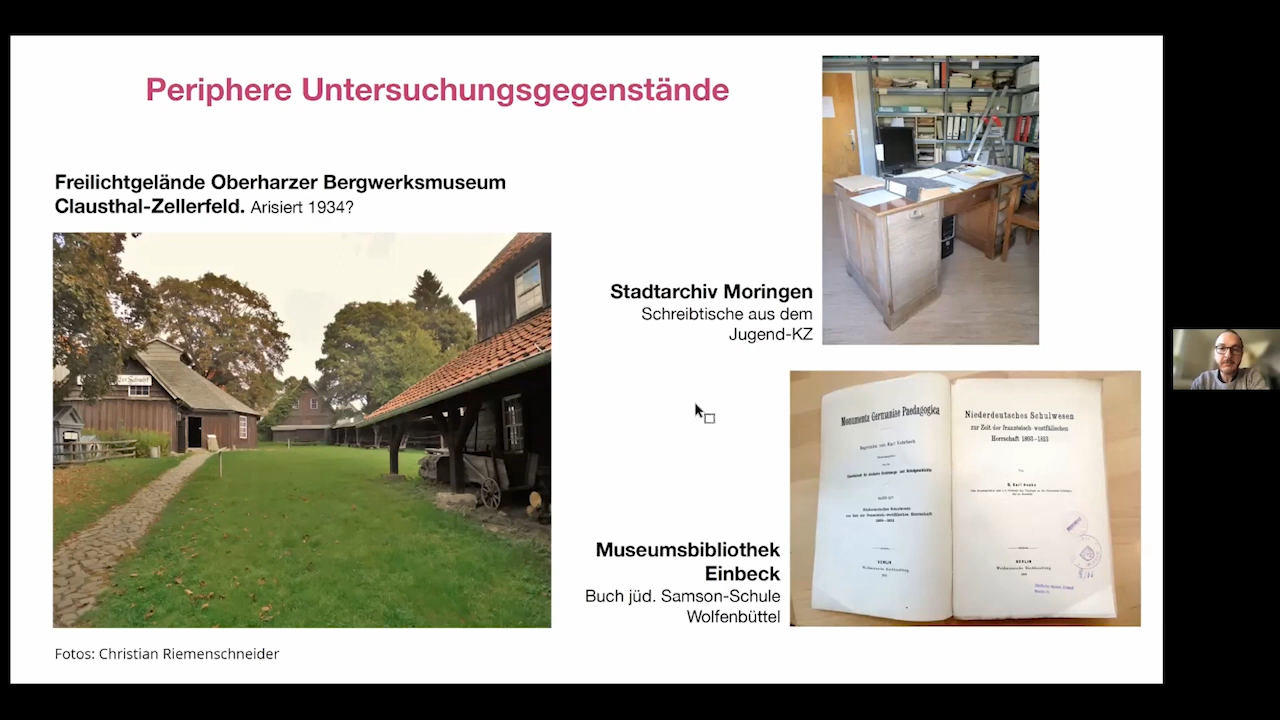 Periphere Untersuchungsgegenstände
Freilichtgelände Oberharzer Bergwerksmuseum
Clausthal-Zellerfeld. Arisiert 1934?
Stadtarchiv Moringen
Schreibtische aus dem
Jugend-KZ
Monumenta Germaniae Paedagogica
BERLIN
Niederdeutsches Schulwesen
zur Zeit der französisch-westfälischen
Herrschaft 1803–1813
BERLIN
Museumsbibliothek
Einbeck
Buch jüd. Samson-Schule
Wolfenbüttel
Fotos: Christian Riemenschneider